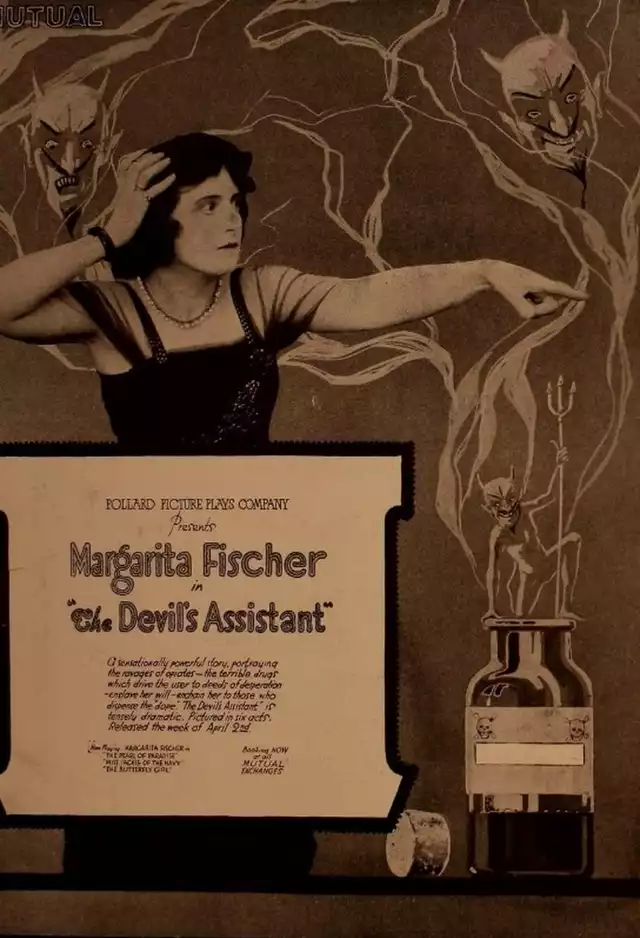 MUTUAL
POLLARD PICTURE PLAYS COMPANY
Presents
Margarita Fischer
in
"The Devil's Assistant"
A sensationally powerful story, portraying
the ravages of opiates—the terrible drugs
which drive the user to deeds of desperation
—enslave her will—enchain her to those who
dispense the "dope." "The Devil's Assistant" is
tensely dramatic. Pictured in six acts.
Released the week of April 2nd.
Now Playing MARGARITA FISCHER in
"THE PEARL OF PARADISE"
"MISS JACKIE OF THE NAVY"
"THE BUTTERFLY GIRL"
Booking NOW
at all
MUTUAL
EXCHANGES